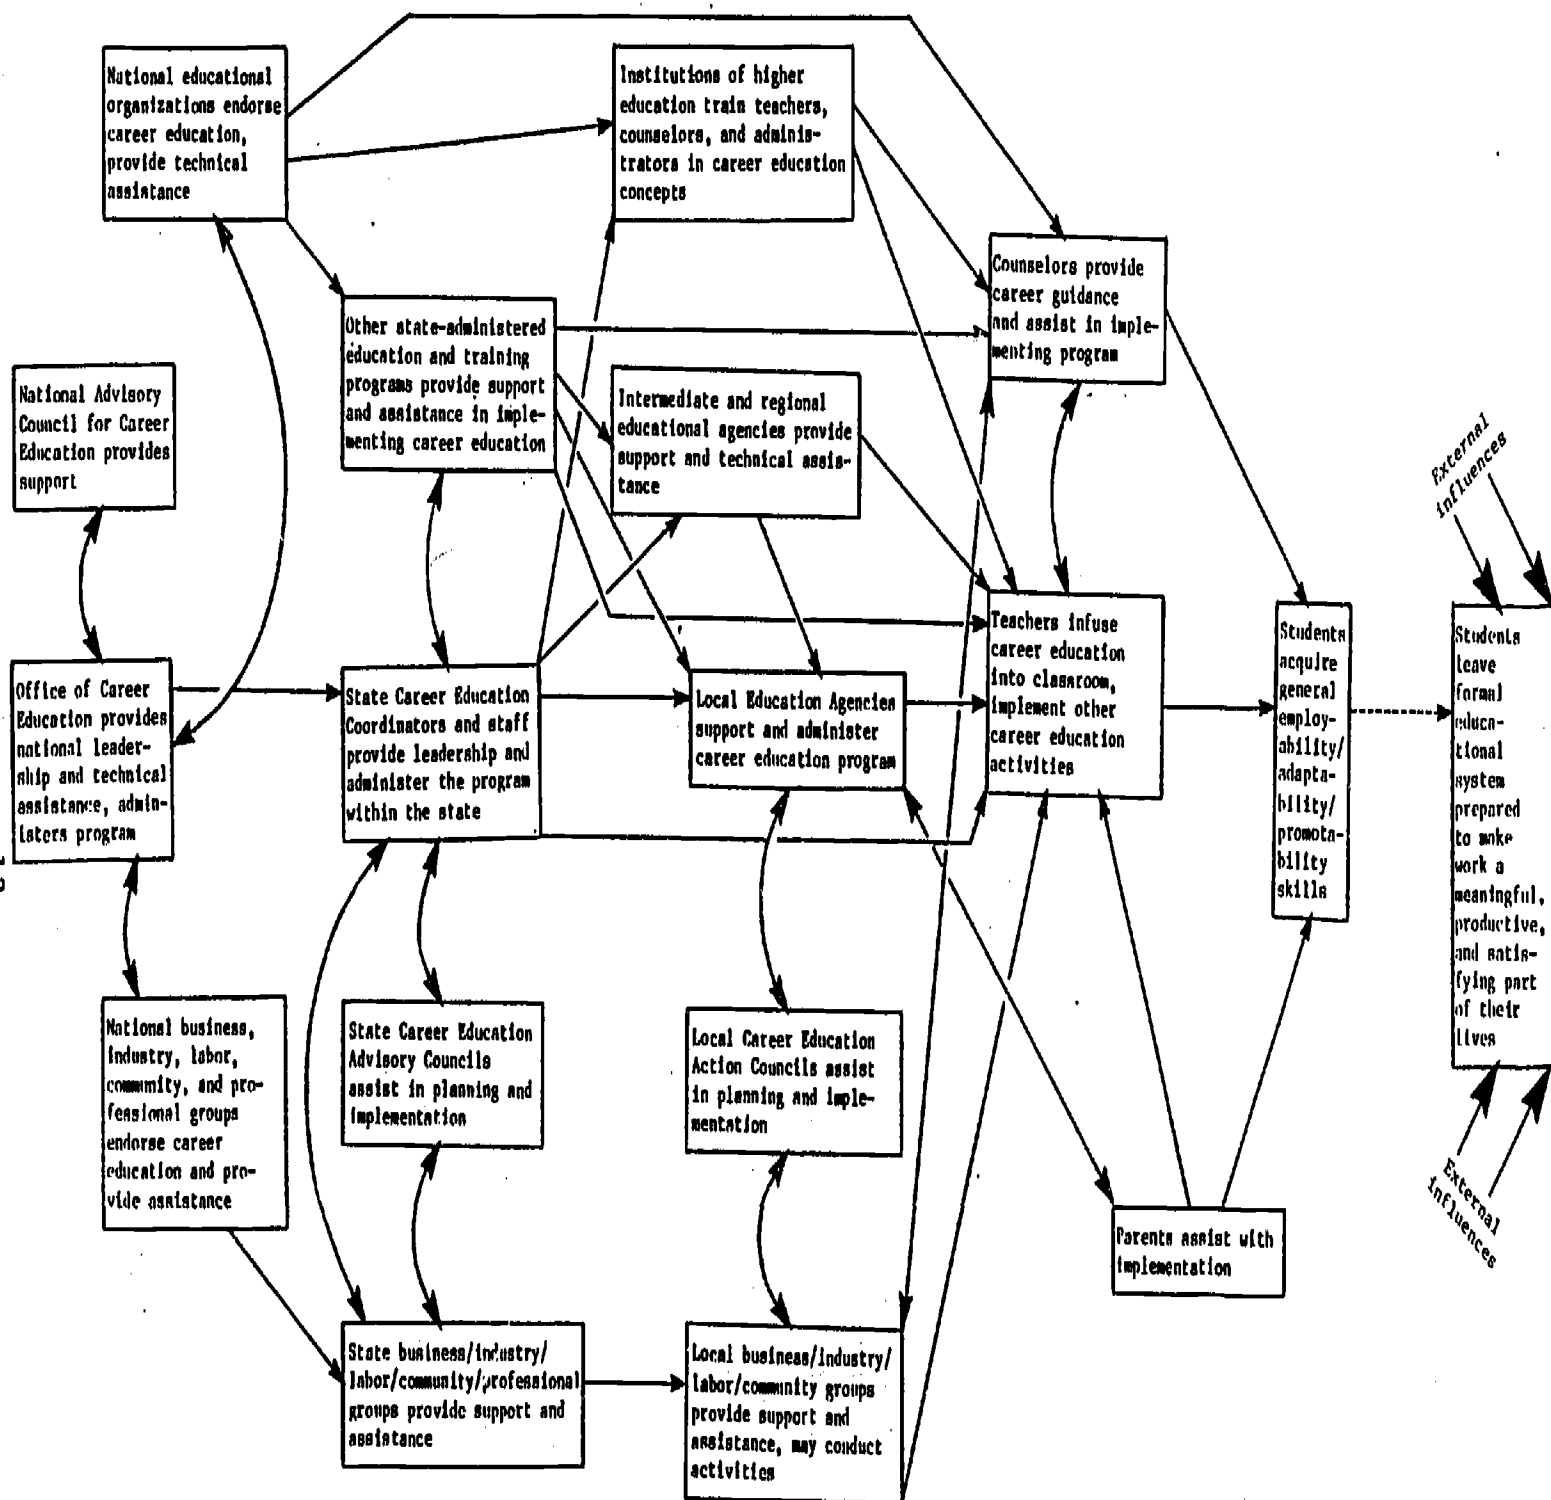 National educational
organizations endorse
career education,
provide technical
assistance
Institutions of higher
education train teachers,
counselors, and adminis-
trators in career education
concepts
Counselors provide
career guidance
and assist in imple-
menting program
Other state-administered
education and training
programs provide support
and assistance in imple-
menting career education
National Advisory
Council for Career
Education provides
support
Intermediate and regional
educational agencies provide
support and technical assis-
tance
External
influences
Office of Career
Education provides
national leader-
ship and technical
assistance, admin-
isters program
State Career Education
Coordinators and staff
provide leadership and
administer the program
within the state
Local Education Agencies
support and administer
career education program
Teachers infuse
career education
into classroom,
implement other
career education
activities
Students
acquire
general
employ-
ability/
adapta-
bility/
promota-
bility
skills
Students
leave
formal
educa-
tional
system
prepared
to make
work a
meaningful,
productive,
and satis-
fying part
of their
lives
National business,
industry, labor,
community, and pro-
fessional groups
endorse career
education and pro-
vide assistance
State Career Education
Advisory Councils
assist in planning and
implementation
Local Career Education
Action Councils assist
in planning and imple-
mentation
External
influences
Parents assist with
implementation
State business/industry/
labor/community/professional
groups provide support and
assistance
Local business/industry/
labor/community groups
provide support and
assistance, may conduct
activities